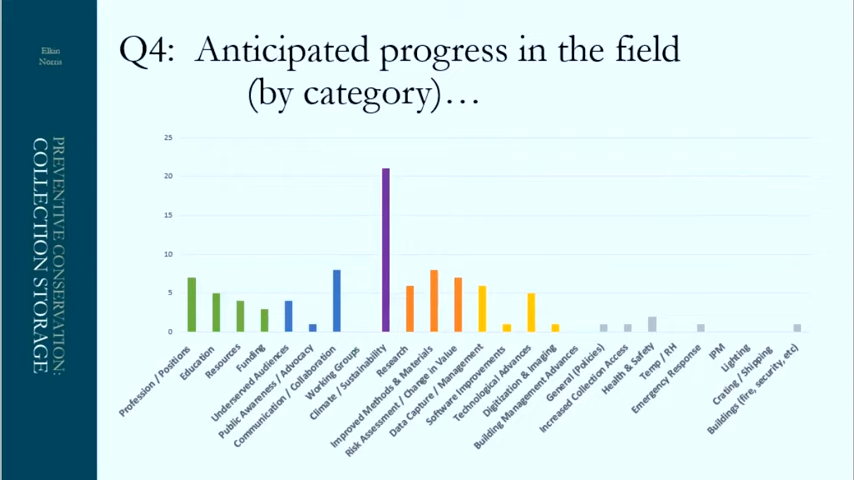 Elkin
Norris
PREVENTIVE CONSERVATION:
COLLECTION STORAGE
Q4: Anticipated progress in the field
(by category)…
25
20
15
10
5
0
Profession / Positions
Education
Resources
Funding
Underserved Audiences
Public Awareness / Advocacy
Communication / Collaboration
Working Groups
Climate / Sustainability
Research
Improved Methods & Materials
Risk Assessment / Change in Value
Data Capture / Management
Software Improvements
Technological Advances
Digitization & Imaging
Building Management Advances
General (Policies)
Increased Collection Access
Health & Safety
Temp / RH
Emergency Response
IPM
Lighting
Crating / Shipping
Buildings (fire, security, etc)